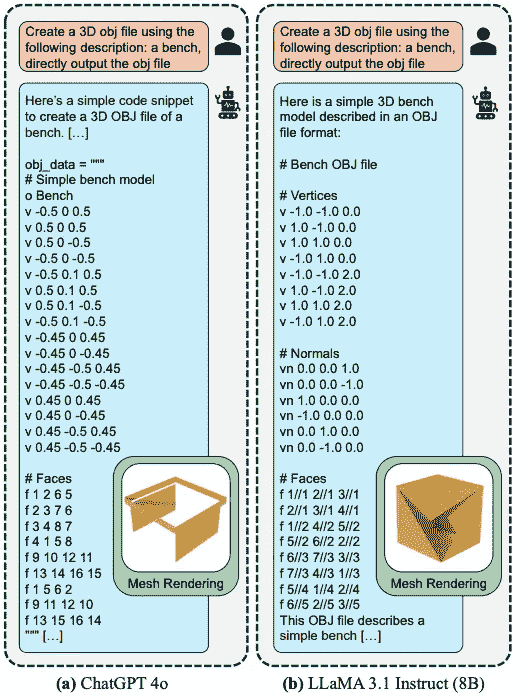 Create a 3D obj file using the
following description: a bench,
directly output the obj file
Here's a simple code snippet
to create a 3D OBJ file of a
bench. […]
obj_data = """
# Simple bench model
o Bench
v -0.5 0 0.5
v 0.5 0 0.5
v 0.5 0 -0.5
v -0.5 0 -0.5
v -0.5 0.1 0.5
v 0.5 0.1 0.5
v 0.5 0.1 -0.5
v -0.5 0.1 -0.5
v -0.45 0 0.45
v -0.45 0 -0.45
v -0.45 -0.5 0.45
v -0.45 -0.5 -0.45
v 0.45 0 0.45
v 0.45 0 -0.45
v 0.45 -0.5 0.45
v 0.45 -0.5 -0.45
# Faces
f 1 2 6 5
f 2 3 7 6
f 3 4 8 7
f 4 1 5 8
f 9 10 12 11
f 13 14 16 15
f 1 5 6 2
f 9 11 12 10
f 13 15 16 14
""" […]
Mesh Rendering
(a) ChatGPT 4o
Create a 3D obj file using the
following description: a bench,
directly output the obj file
Here is a simple 3D bench
model described in an OBJ
file format:
# Bench OBJ file
# Vertices
v -1.0 -1.0 0.0
v 1.0 -1.0 0.0
v 1.0 1.0 0.0
v -1.0 1.0 0.0
v -1.0 -1.0 2.0
v 1.0 -1.0 2.0
v 1.0 1.0 2.0
v -1.0 1.0 2.0
# Normals
vn 0.0 0.0 1.0
vn 0.0 0.0 -1.0
vn 1.0 0.0 0.0
vn -1.0 0.0 0.0
vn 0.0 1.0 0.0
vn 0.0 -1.0 0.0
# Faces
f 1//1 2//1 3//1
f 2//1 3//1 4//1
f 1//2 4//2 5//2
f 5//2 6//2 2//2
f 6//3 7//3 3//3
f 7//3 4//3 1//3
f 5//4 1//4 2//4
f 6//5 2//5 3//5
This OBJ file describes a
simple bench […]
Mesh Rendering
(b) LLaMA 3.1 Instruct (8B)